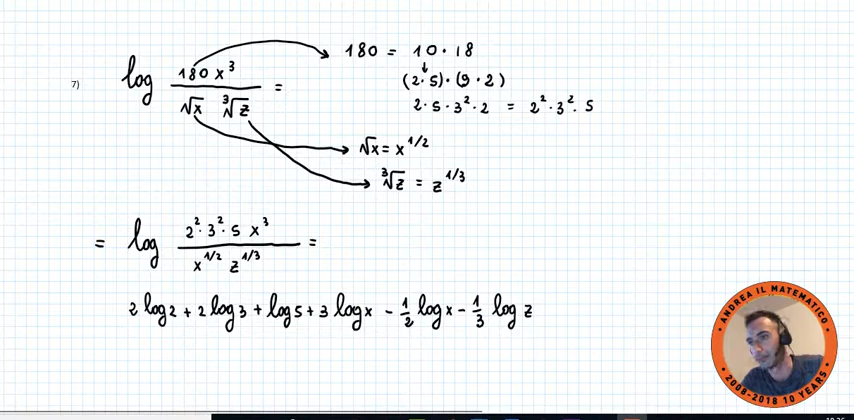 7) log 180 x³ / √x ∛z =
180 = 10 · 18
(2 · 5) · (9 · 2)
2 · 5 · 3² · 2 = 2² · 3² · 5
√x = x^1/2
∛z = z^1/3
= log 2² · 3² · 5 x³ / x^1/2 z^1/3 =
2 log 2 + 2 log 3 + log 5 + 3 log x - 1/2 log x - 1/3 log z
ANDREA IL MATEMATICO
2008-2018 10 YEARS